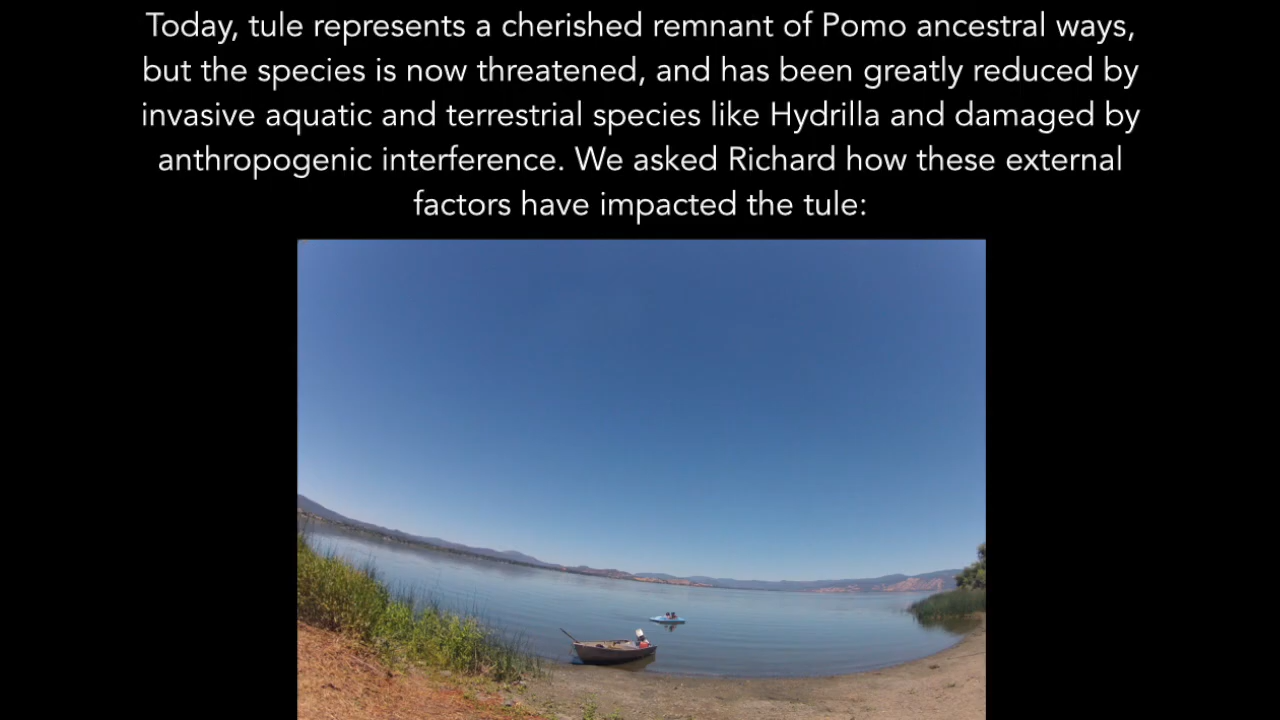 Today, tule represents a cherished remnant of Pomo ancestral ways,
but the species is now threatened, and has been greatly reduced by
invasive aquatic and terrestrial species like Hydrilla and damaged by
anthropogenic interference. We asked Richard how these external
factors have impacted the tule: